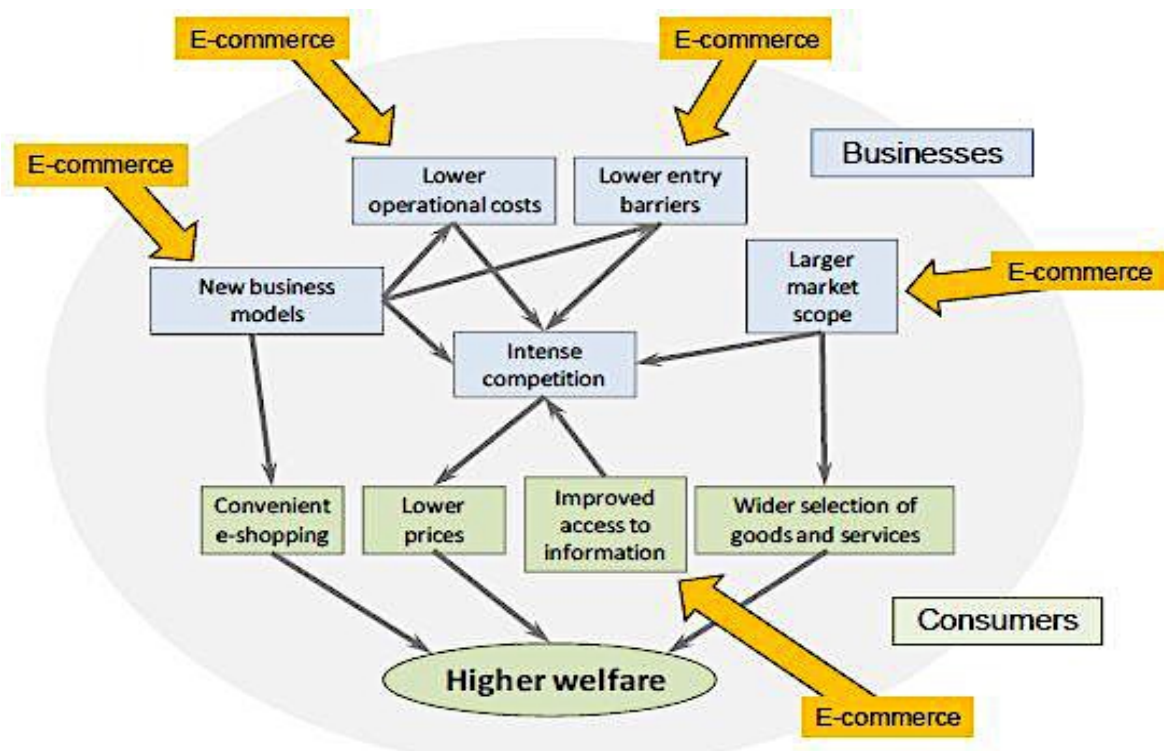 E-commerce
E-commerce
E-commerce
Businesses
Lower
operational costs
Lower entry
barriers
Larger
market
scope
E-commerce
New business
models
Intense
competition
Convenient
e-shopping
Lower
prices
Improved
access to
information
Wider selection of
goods and services
Consumers
Higher welfare
E-commerce